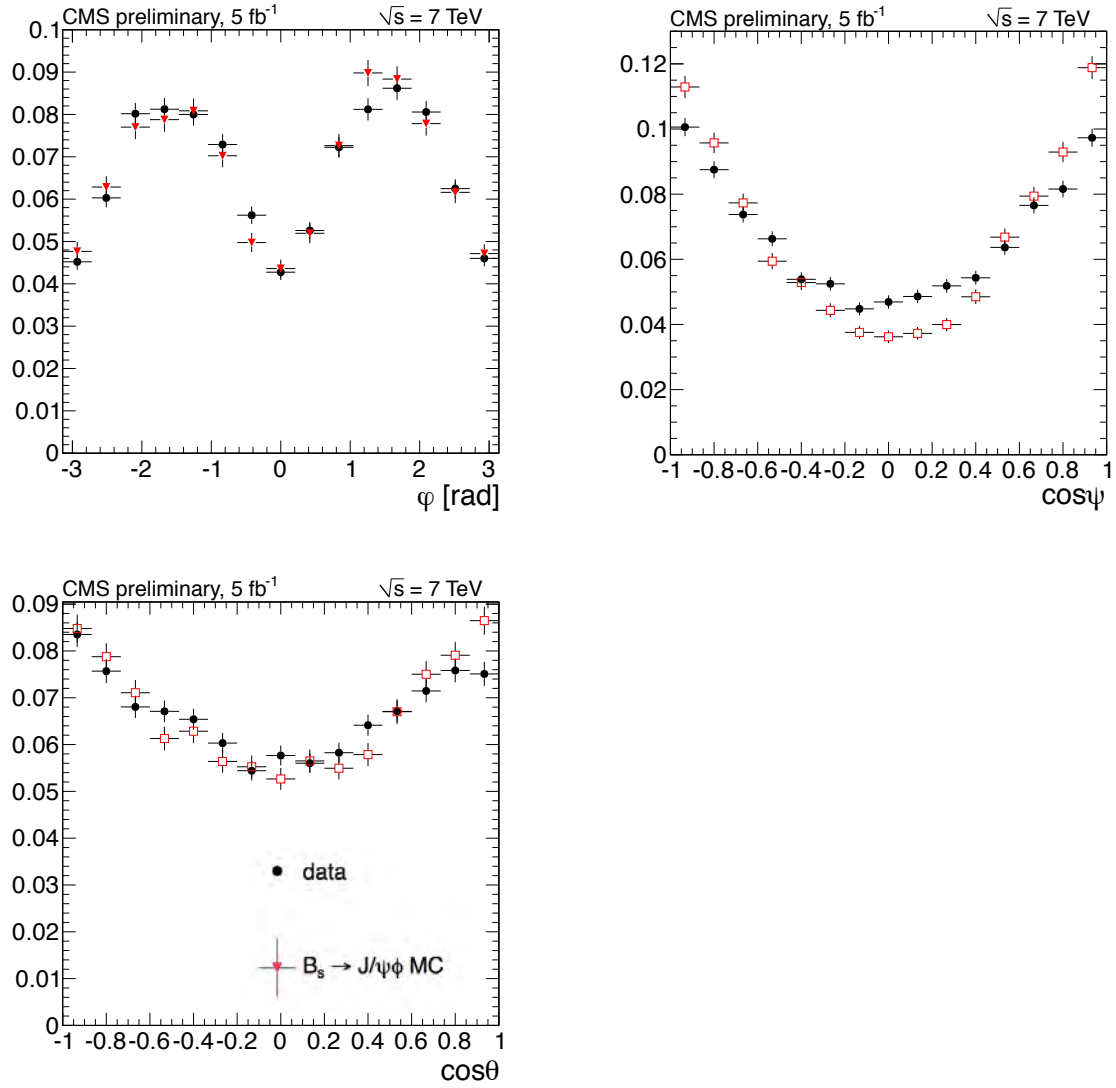 CMS preliminary, 5 fb-1 √s = 7 TeV
0.1
0.09
0.08
0.07
0.06
0.05
0.04
0.03
0.02
0.01
0
-3 -2 -1 0 1 2 3
φ [rad]
CMS preliminary, 5 fb-1 √s = 7 TeV
0.12
0.1
0.08
0.06
0.04
0.02
0
-1 -0.8 -0.6 -0.4 -0.2 0 0.2 0.4 0.6 0.8 1
cosψ
CMS preliminary, 5 fb-1 √s = 7 TeV
0.09
0.08
0.07
0.06
0.05
0.04
0.03
0.02
0.01
0
data
Bs → J/ψϕ MC
-1 -0.8 -0.6 -0.4 -0.2 0 0.2 0.4 0.6 0.8 1
cosθ